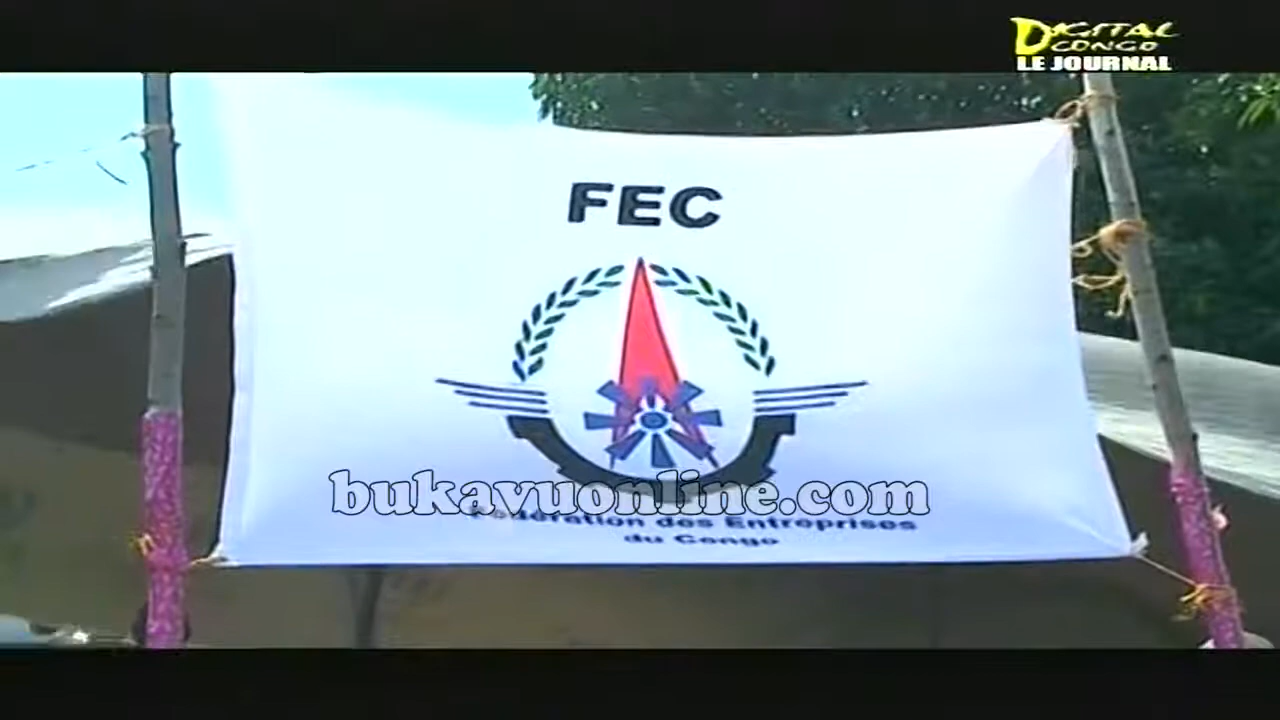 DIGITAL
CONGO
LE JOURNAL
FEC
bukavuonline.com
Fédération des Entreprises
du Congo